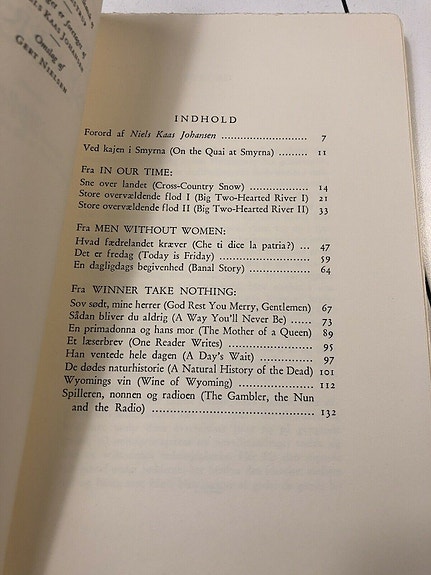 NIELS KAAS JOHANSEN
Omslag af
GERT NIELSEN
INDHOLD
Forord af Niels Kaas Johansen ........................... 7
Ved kajen i Smyrna (On the Quai at Smyrna) ......... 11
Fra IN OUR TIME:
Sne over landet (Cross-Country Snow) ................ 14
Store overvældende flod I (Big Two-Hearted River I) 21
Store overvældende flod II (Big Two-Hearted River II) 33
Fra MEN WITHOUT WOMEN:
Hvad fædrelandet kræver (Che ti dice la patria?) ... 47
Det er fredag (Today is Friday) ........................ 59
En dagligdags begivenhed (Banal Story) ............... 64
Fra WINNER TAKE NOTHING:
Sov sødt, mine herrer (God Rest You Merry, Gentlemen) 67
Sådan bliver du aldrig (A Way You'll Never Be) ...... 73
En primadonna og hans mor (The Mother of a Queen) 89
Et læserbrev (One Reader Writes) ...................... 95
Han ventede hele dagen (A Day's Wait) ............... 97
De dødes naturhistorie (A Natural History of the Dead) 101
Wyomings vin (Wine of Wyoming) ..................... 112
Spilleren, nonnen og radioen (The Gambler, the Nun
and the Radio) ........................................... 132